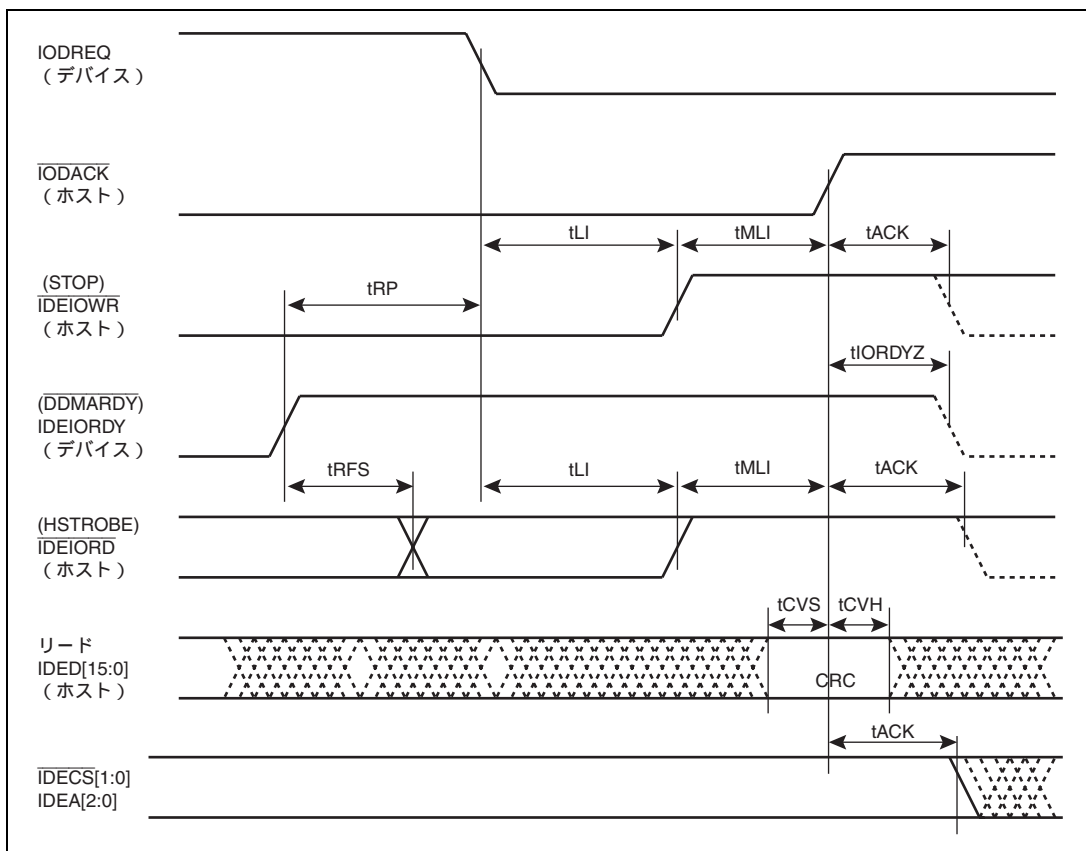 IODREQ
（デバイス）
IODACK
（ホスト）
tLI
tMLI
tACK
(STOP)
IDEIOWR
（ホスト）
tRP
tIORDYZ
(DDMARDY)
IDEIORDY
（デバイス）
tRFS
tLI
tMLI
tACK
(HSTROBE)
IDEIORD
（ホスト）
tCVS
tCVH
リード
IDED[15:0]
（ホスト）
CRC
tACK
IDECS[1:0]
IDEA[2:0]